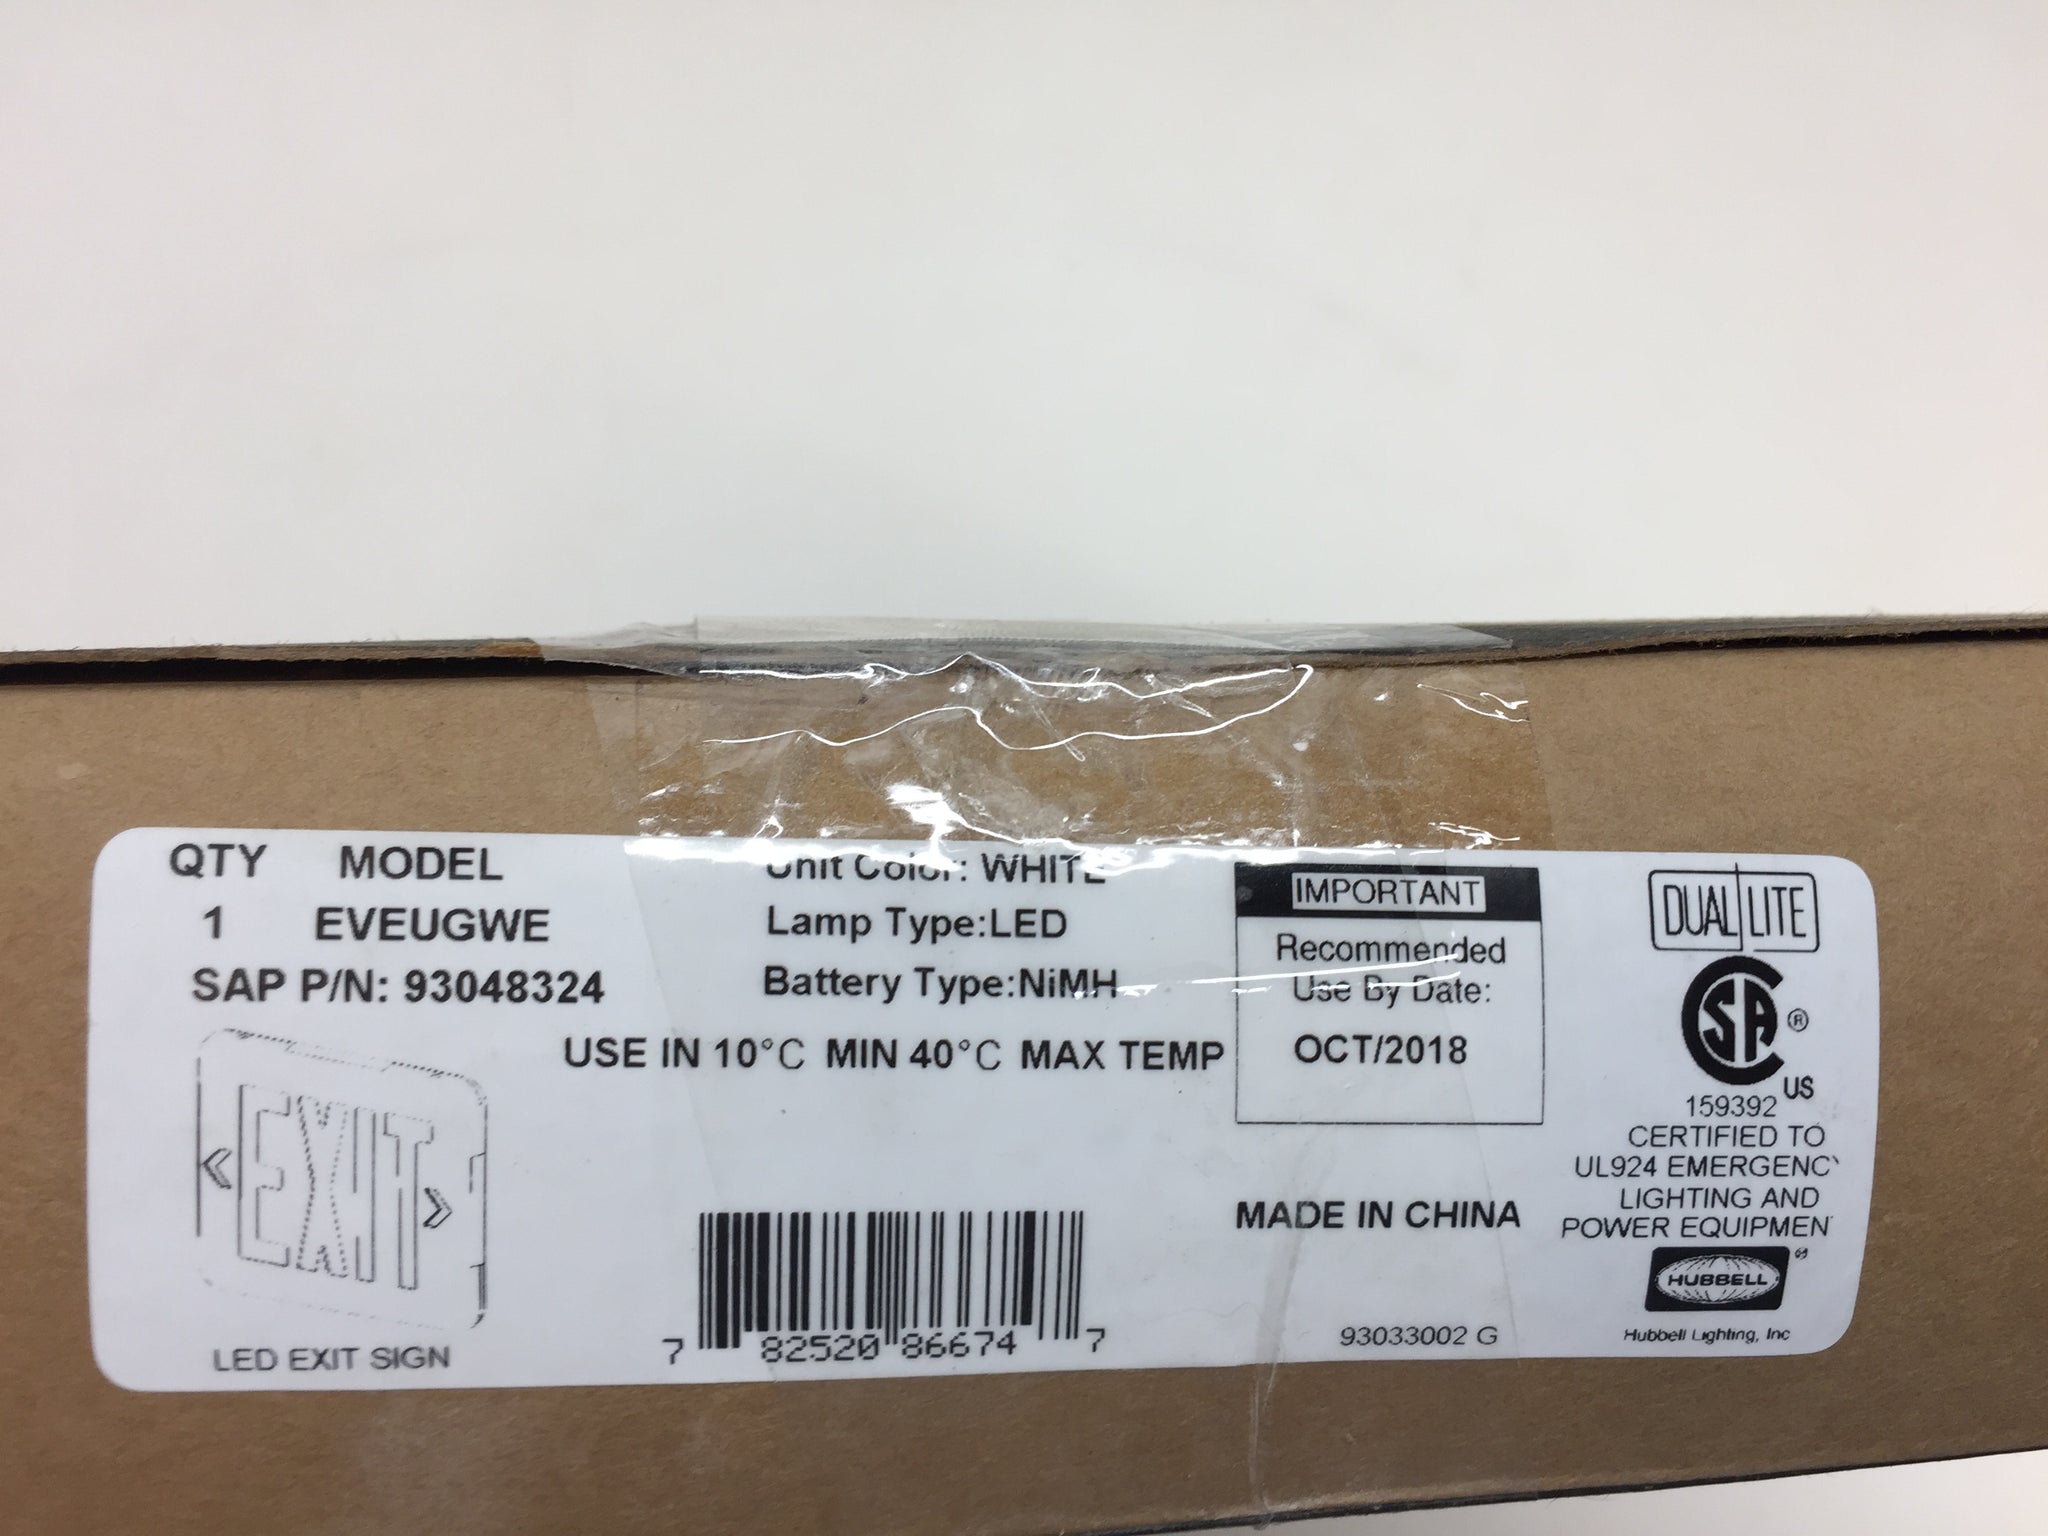 QTY MODEL
1 EVEUGWE
SAP P/N: 93048324
Unit Color: WHITE
Lamp Type:LED
Battery Type:NiMH
USE IN 10°C MIN 40°C MAX TEMP
IMPORTANT
Recommended
Use By Date:
OCT/2018
DUAL LITE
SA ®
US
159392
CERTIFIED TO
UL924 EMERGENCY
LIGHTING AND
POWER EQUIPMEN
HUBBELL ®
Hubbell Lighting, Inc
<EXIT>
LED EXIT SIGN
7 82520 86674 7
MADE IN CHINA
93033002 G